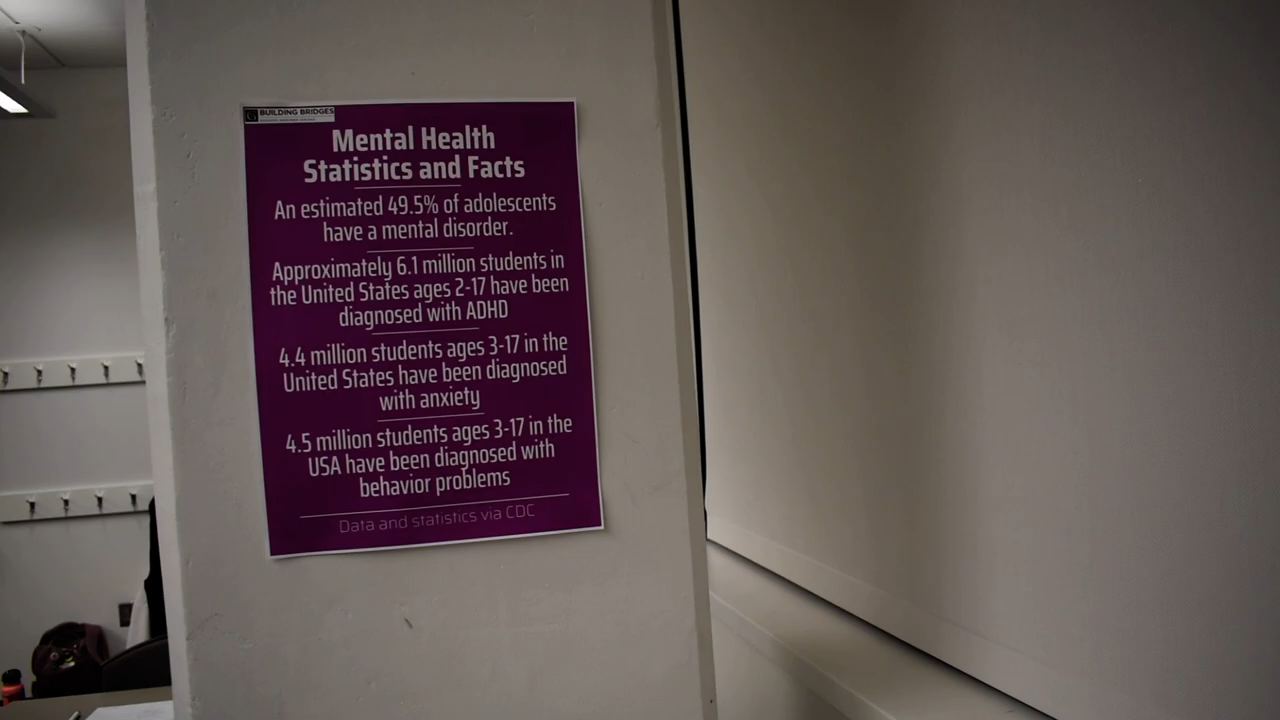 BUILDING BRIDGES
Mental Health
Statistics and Facts
An estimated 49.5% of adolescents
have a mental disorder.
Approximately 6.1 million students in
the United States ages 2-17 have been
diagnosed with ADHD
4.4 million students ages 3-17 in the
United States have been diagnosed
with anxiety
4.5 million students ages 3-17 in the
USA have been diagnosed with
behavior problems
Data and statistics via CDC